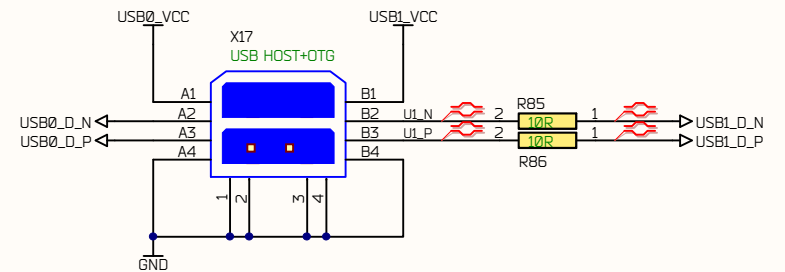 USB0_VCC
USB1_VCC
X17
USB HOST+OTG
A1
B1
A2
B2
U1_N
2
R85
1
USB0_D_N
10R
USB1_D_N
A3
B3
U1_P
2
1
USB0_D_P
10R
USB1_D_P
A4
B4
R86
1
2
3
4
GND